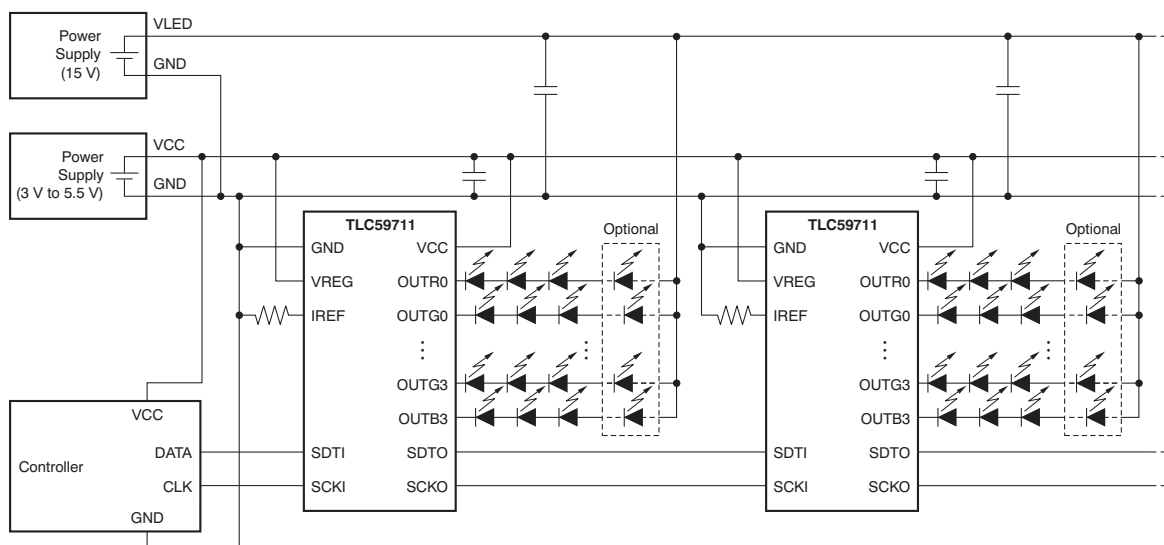 VLED
Power
Supply
(15 V)
GND
VCC
Power
Supply
(3 V to 5.5 V)
GND
TLC59711
GND
VCC
VREG
OUTR0
IREF
OUTG0
⋮
OUTG3
OUTB3
SDTI
SDTO
SCKI
SCKO
Optional
⋮
TLC59711
GND
VCC
VREG
OUTR0
IREF
OUTG0
⋮
OUTG3
OUTB3
SDTI
SDTO
SCKI
SCKO
Optional
⋮
VCC
Controller
DATA
CLK
GND